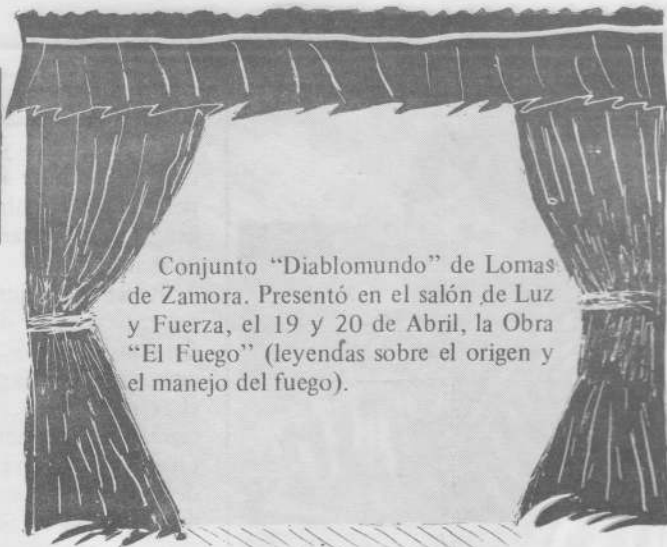 Conjunto “Diablomundo” de Lomas
de Zamora. Presentó en el salón de Luz
y Fuerza, el 19 y 20 de Abril, la Obra
“El Fuego” (leyendas sobre el origen y
el manejo del fuego).